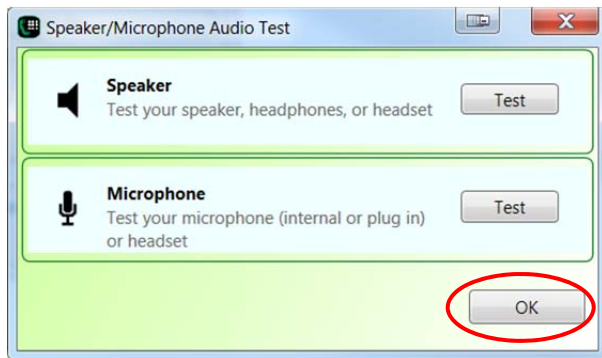 Speaker/Microphone Audio Test
Speaker
Test your speaker, headphones, or headset
Test
Microphone
Test your microphone (internal or plug in)
or headset
Test
OK